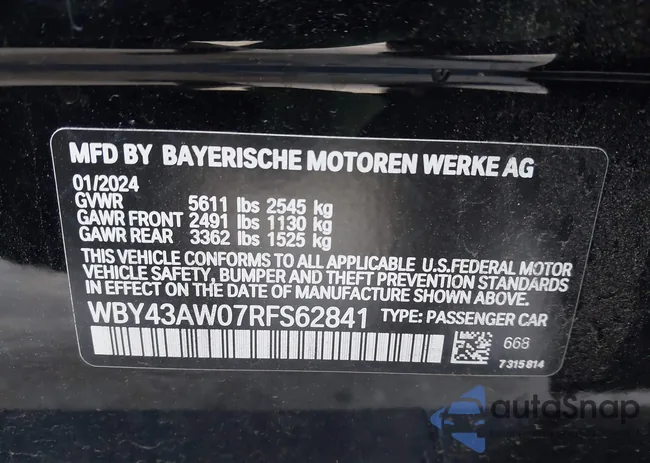 MFD BY BAYERISCHE MOTOREN WERKE AG
01/2024
GVWR 5611 lbs 2545 kg
GAWR FRONT 2491 lbs 1130 kg
GAWR REAR 3362 lbs 1525 kg
THIS VEHICLE CONFORMS TO ALL APPLICABLE U.S.FEDERAL MOTOR
VEHICLE SAFETY, BUMPER AND THEFT PREVENTION STANDARDS
IN EFFECT ON THE DATE OF MANUFACTURE SHOWN ABOVE.
WBY43AW07RFS62841 TYPE: PASSENGER CAR
668
7315814
autoSnap